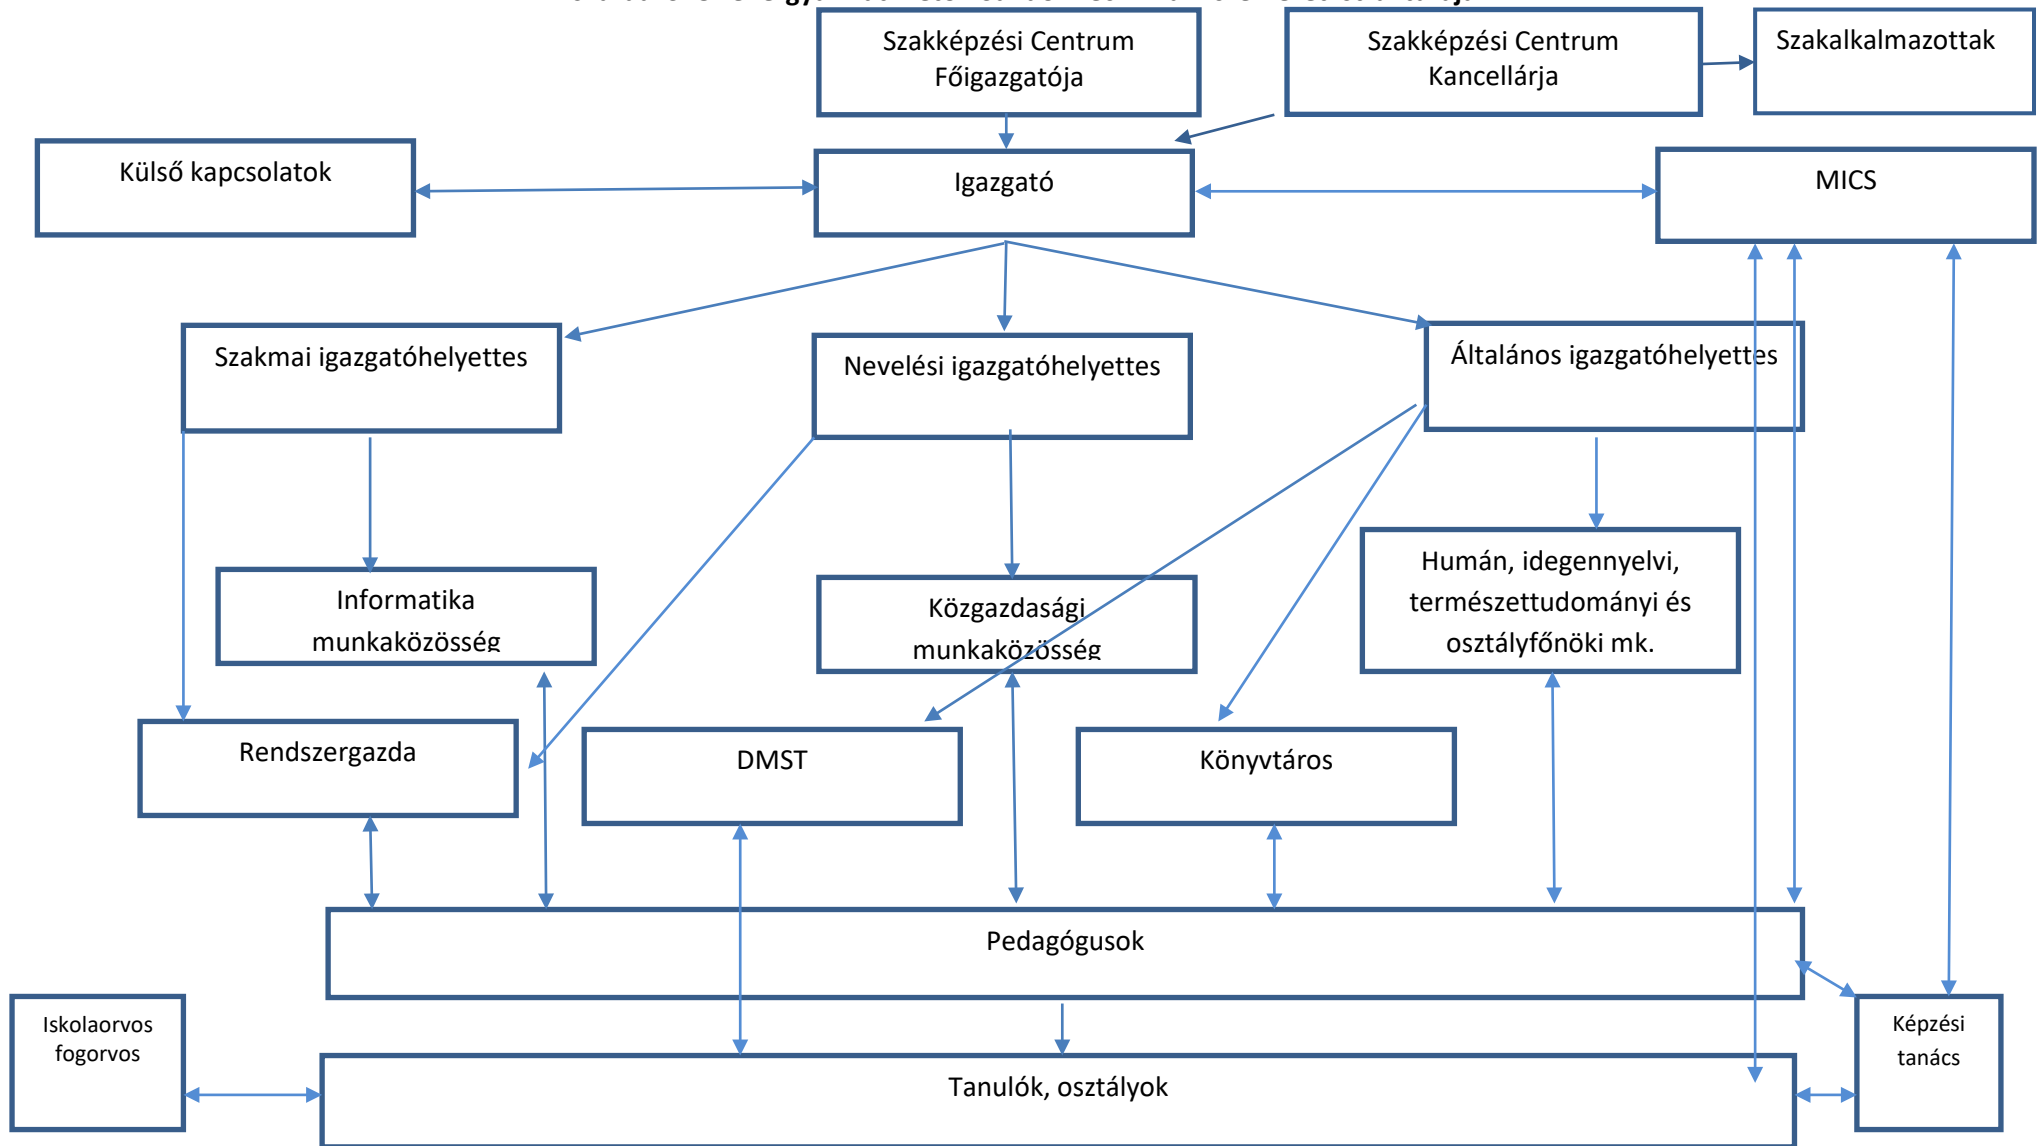 Szakképzési Centrum
Főigazgatója
Szakképzési Centrum
Kancellárja
Szakalkalmazottak
Külső kapcsolatok
Igazgató
MICS
Szakmai igazgatóhelyettes
Nevelési igazgatóhelyettes
Általános igazgatóhelyettes
Informatika
munkaközösség
Közgazdasági
munkaközösség
Humán, idegennyelvi,
természettudományi és
osztályfőnöki mk.
Rendszergazda
DMST
Könyvtáros
Pedagógusok
Iskolaorvos
fogorvos
Képzési
tanács
Tanulók, osztályok